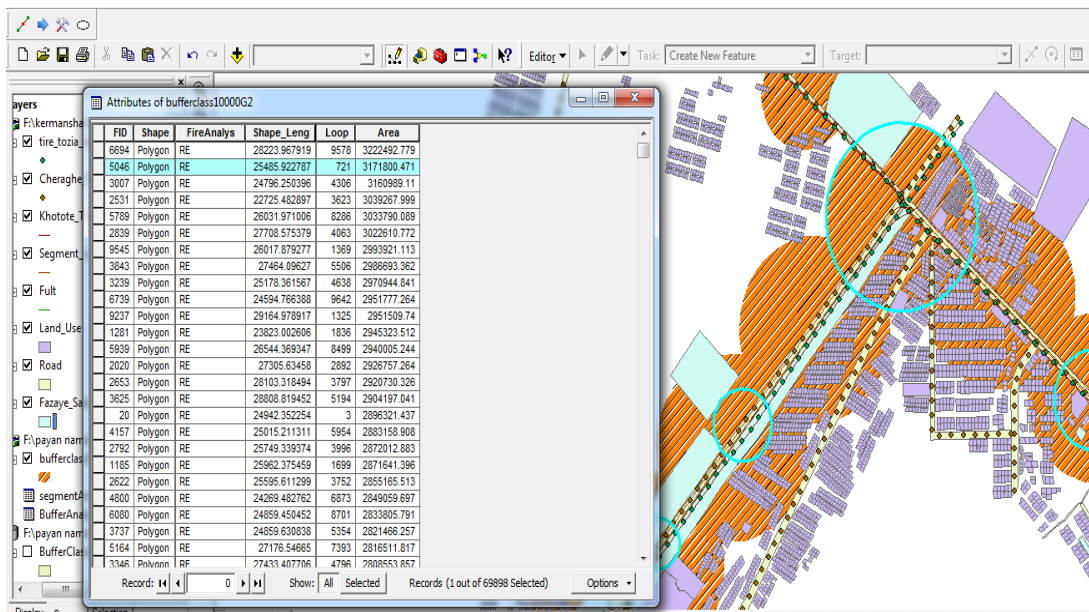 Editor
Task:
Create New Feature
Target:
ayers
F:\kermansha
tire_tozia_
Cheraghe
Khotote_T
Segment_
Fult
Land_Use
Road
Fazaye_Sa
F:\payan nam
bufferclas
segmentA
BufferAna
F:\payan nam
BufferClas
Attributes of bufferclass10000G2
FID Shape FireAnalys Shape_Leng Loop Area
6694 Polygon RE 28223.967919 9578 3222492.779
5046 Polygon RE 25485.922787 721 3171800.471
3007 Polygon RE 24796.250396 4306 3160989.11
2531 Polygon RE 22725.482897 3623 3039267.999
5789 Polygon RE 26031.971006 8286 3033790.089
2839 Polygon RE 27708.575379 4063 3022610.772
9545 Polygon RE 26017.879277 1369 2993921.113
3843 Polygon RE 27464.09627 5506 2986693.362
3239 Polygon RE 25178.361567 4638 2970944.841
6739 Polygon RE 24594.766388 9642 2951777.264
9237 Polygon RE 29164.978917 1325 2951509.74
1281 Polygon RE 23823.002606 1836 2945323.512
5939 Polygon RE 26544.369347 8499 2940005.244
2020 Polygon RE 27305.63458 2892 2926757.264
2653 Polygon RE 28103.318494 3797 2920730.326
3625 Polygon RE 28808.819452 5194 2904197.041
20 Polygon RE 24942.352254 3 2896321.437
4157 Polygon RE 25015.211311 5954 2883158.908
2792 Polygon RE 25749.339374 3996 2872012.883
1185 Polygon RE 25962.375459 1699 2871641.396
2622 Polygon RE 25595.611299 3752 2855165.513
4800 Polygon RE 24269.482762 6873 2849059.697
6080 Polygon RE 24859.450452 8701 2833805.791
3737 Polygon RE 24859.630838 5354 2821466.257
5164 Polygon RE 27176.54665 7393 2816511.817
3346 Polygon RE 27433.407706 4796 2808553.857
Record: 0 Show: All Selected Records (1 out of 69898 Selected) Options